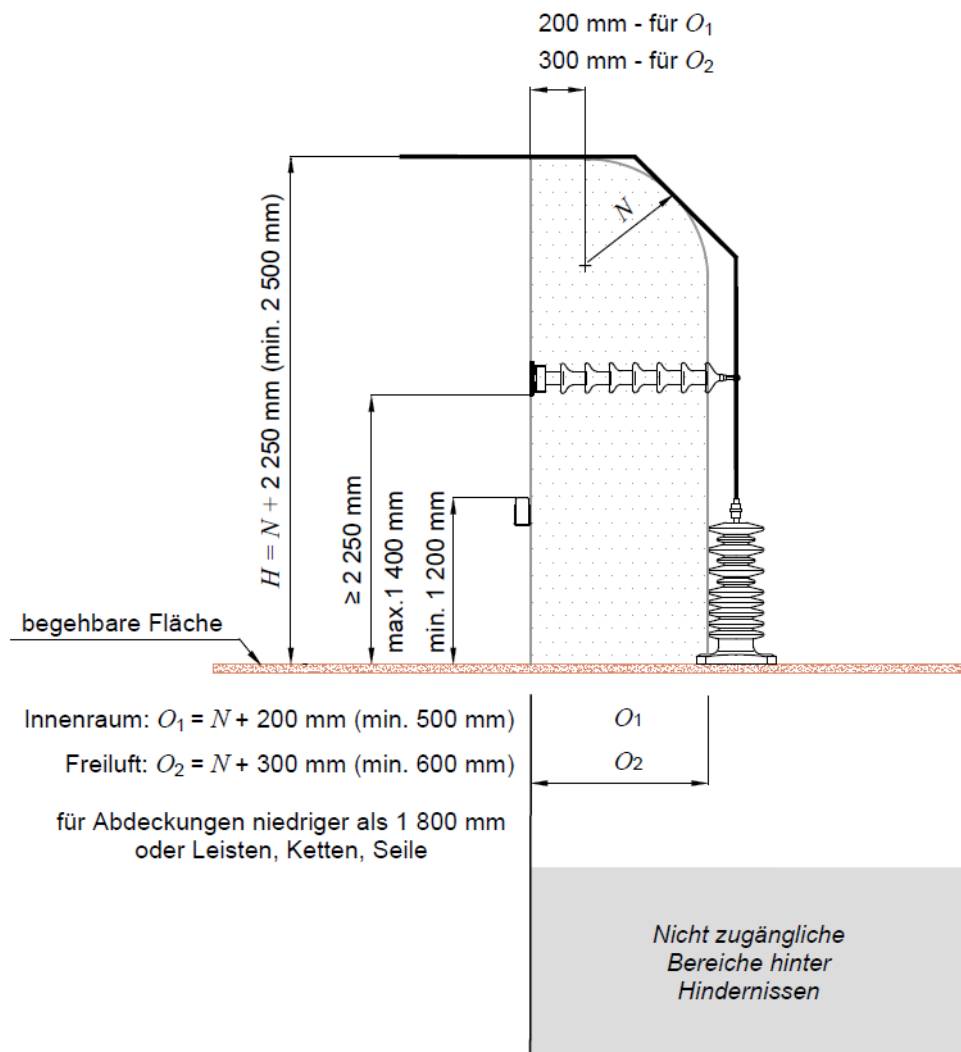 200 mm - für O₁
300 mm - für O₂
N
H = N + 2 250 mm (min. 2 500 mm)
≥ 2 250 mm
max.1 400 mm
min. 1 200 mm
begehbare Fläche
Innenraum: O₁ = N + 200 mm (min. 500 mm)
O₁
Freiluft: O₂ = N + 300 mm (min. 600 mm)
O₂
für Abdeckungen niedriger als 1 800 mm
oder Leisten, Ketten, Seile
Nicht zugängliche
Bereiche hinter
Hindernissen